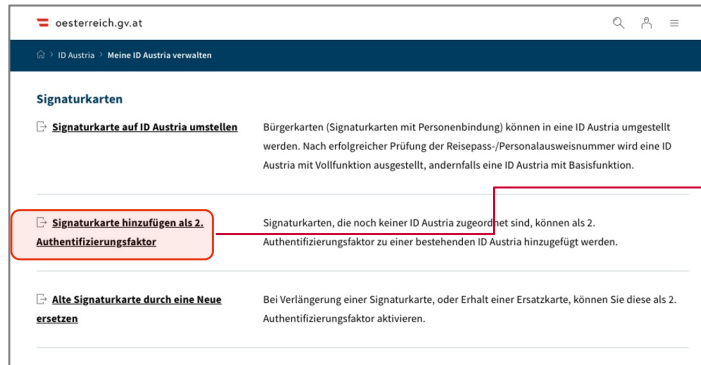 oesterreich.gv.at
ID Austria > Meine ID Austria verwalten
Signaturkarten
Signaturkarte auf ID Austria umstellen
Bürgerkarten (Signaturkarten mit Personenbindung) können in eine ID Austria umgestellt
werden. Nach erfolgreicher Prüfung der Reisepass-/Personalausweisnummer wird eine ID
Austria mit Vollfunktion ausgestellt, andernfalls eine ID Austria mit Basisfunktion.
Signaturkarte hinzufügen als 2.
Authentifizierungsfaktor
Signaturkarten, die noch keiner ID Austria zugeordnet sind, können als 2.
Authentifizierungsfaktor zu einer bestehenden ID Austria hinzugefügt werden.
Alte Signaturkarte durch eine Neue
ersetzen
Bei Verlängerung einer Signaturkarte, oder Erhalt einer Ersatzkarte, können Sie diese als 2.
Authentifizierungsfaktor aktivieren.